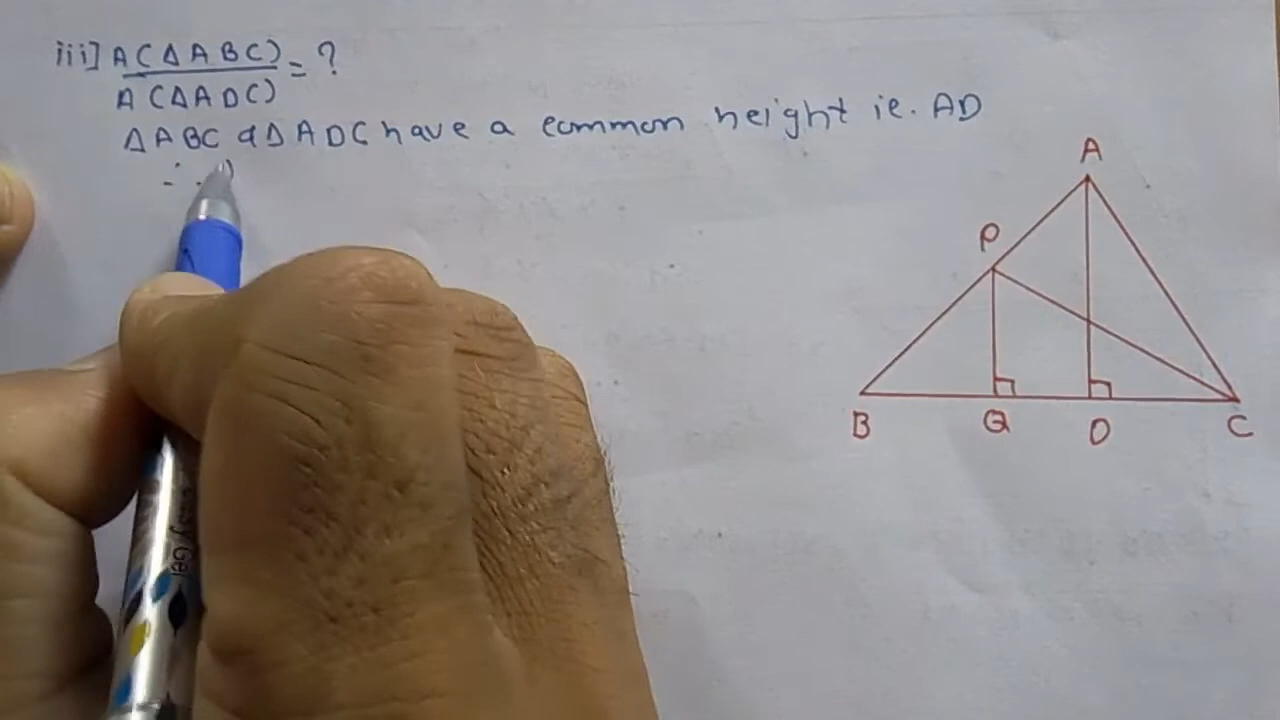 iii] A(ΔABC) = ?
A(ΔADC)
ΔABC & ΔADC have a common height ie. AD
∴
A
P
B
Q
D
C